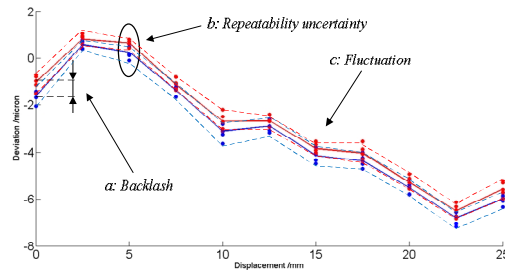 b: Repeatability uncertainty
c: Fluctuation
a: Backlash
Deviation /micron
2
0
-2
-4
-6
-8
0
5
10
15
20
25
Displacement /mm